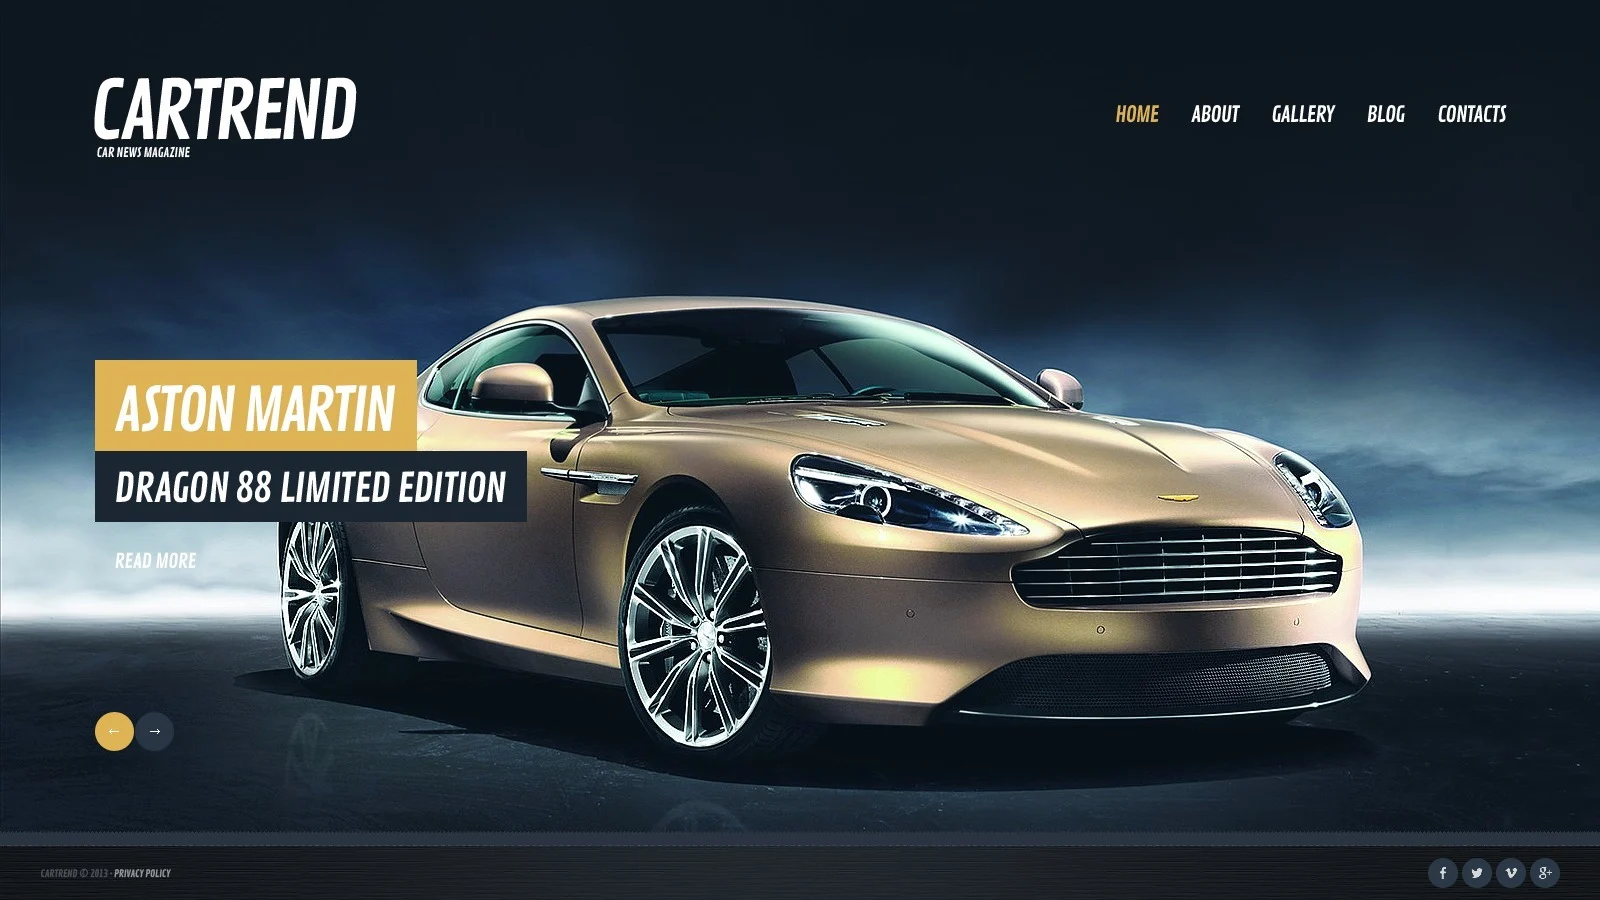 CARTREND
CAR NEWS MAGAZINE
HOME ABOUT GALLERY BLOG CONTACTS
ASTON MARTIN
DRAGON 88 LIMITED EDITION
READ MORE
← →
CARTREND © 2013 • PRIVACY POLICY
f v g+